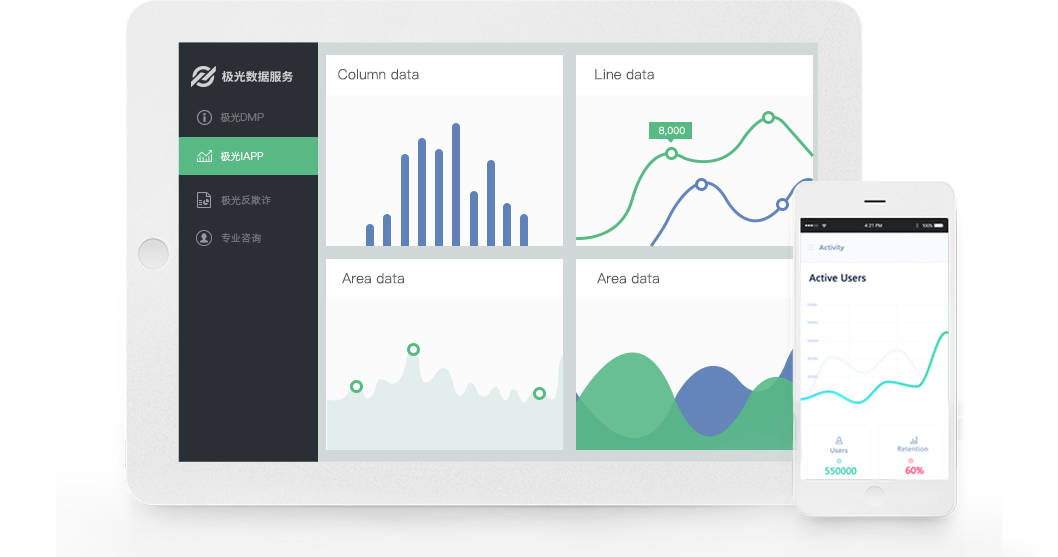 极光数据服务
极光DMP
极光IAPP
极光反欺诈
专业咨询
Column data
Line data
8,000
Area data
Area data
4:21 PM
100%
Activity
Active Users
Users
550000
Retention
60%